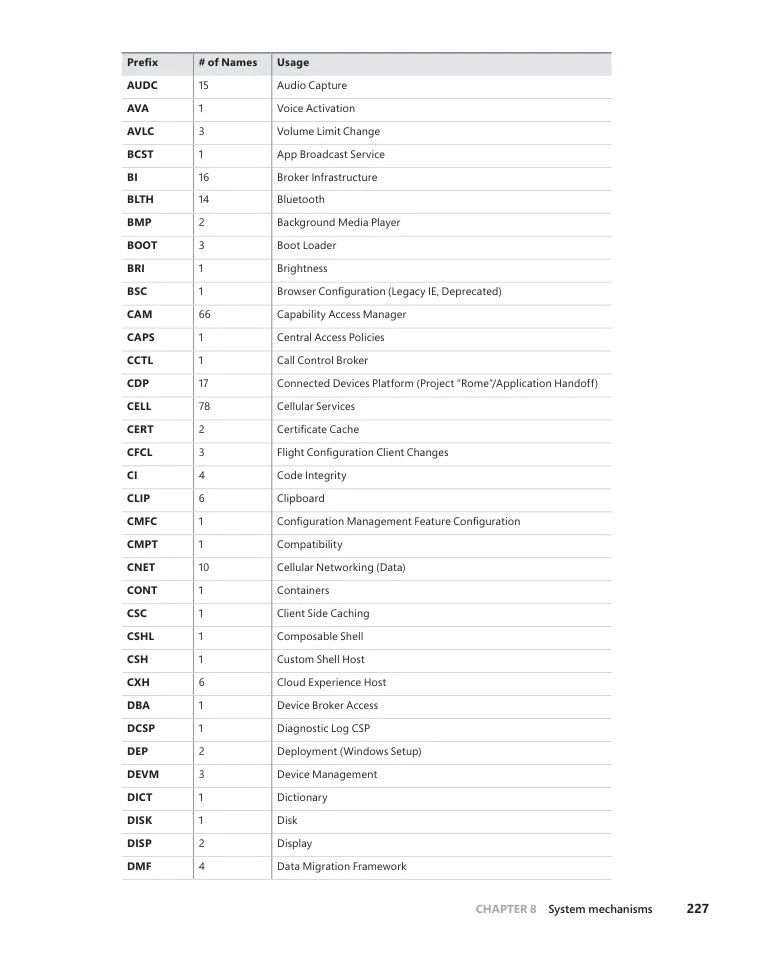 Prefix # of Names Usage
AUDC 15 Audio Capture
AVA 1 Voice Activation
AVLC 3 Volume Limit Change
BCST 1 App Broadcast Service
BI 16 Broker Infrastructure
BLTH 14 Bluetooth
BMP 2 Background Media Player
BOOT 3 Boot Loader
BRI 1 Brightness
BSC 1 Browser Configuration (Legacy IE, Deprecated)
CAM 66 Capability Access Manager
CAPS 1 Central Access Policies
CCTL 1 Call Control Broker
CDP 17 Connected Devices Platform (Project “Rome”/Application Handoff)
CELL 78 Cellular Services
CERT 2 Certificate Cache
CFCL 3 Flight Configuration Client Changes
CI 4 Code Integrity
CLIP 6 Clipboard
CMFC 1 Configuration Management Feature Configuration
CMPT 1 Compatibility
CNET 10 Cellular Networking (Data)
CONT 1 Containers
CSC 1 Client Side Caching
CSHL 1 Composable Shell
CSH 1 Custom Shell Host
CXH 6 Cloud Experience Host
DBA 1 Device Broker Access
DCSP 1 Diagnostic Log CSP
DEP 2 Deployment (Windows Setup)
DEVM 3 Device Management
DICT 1 Dictionary
DISK 1 Disk
DISP 2 Display
DMF 4 Data Migration Framework
CHAPTER 8 System mechanisms 227